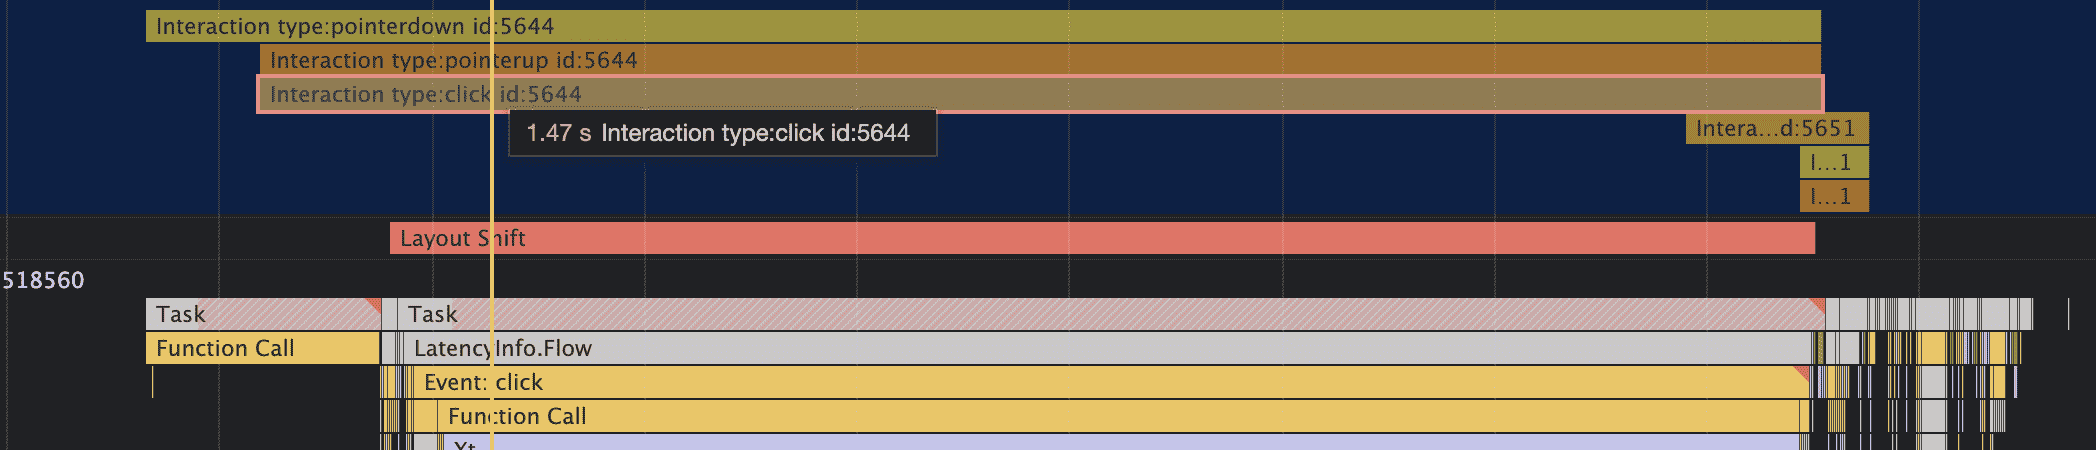 Interaction type:pointerdown id:5644
Interaction type:pointerup id:5644
Interaction type:click id:5644
1.47 s Interaction type:click id:5644
Intera...d:5651
I...1
I...1
Layout Shift
518560
Task Task
Function Call LatencyInfo.Flow
Event: click
Function Call